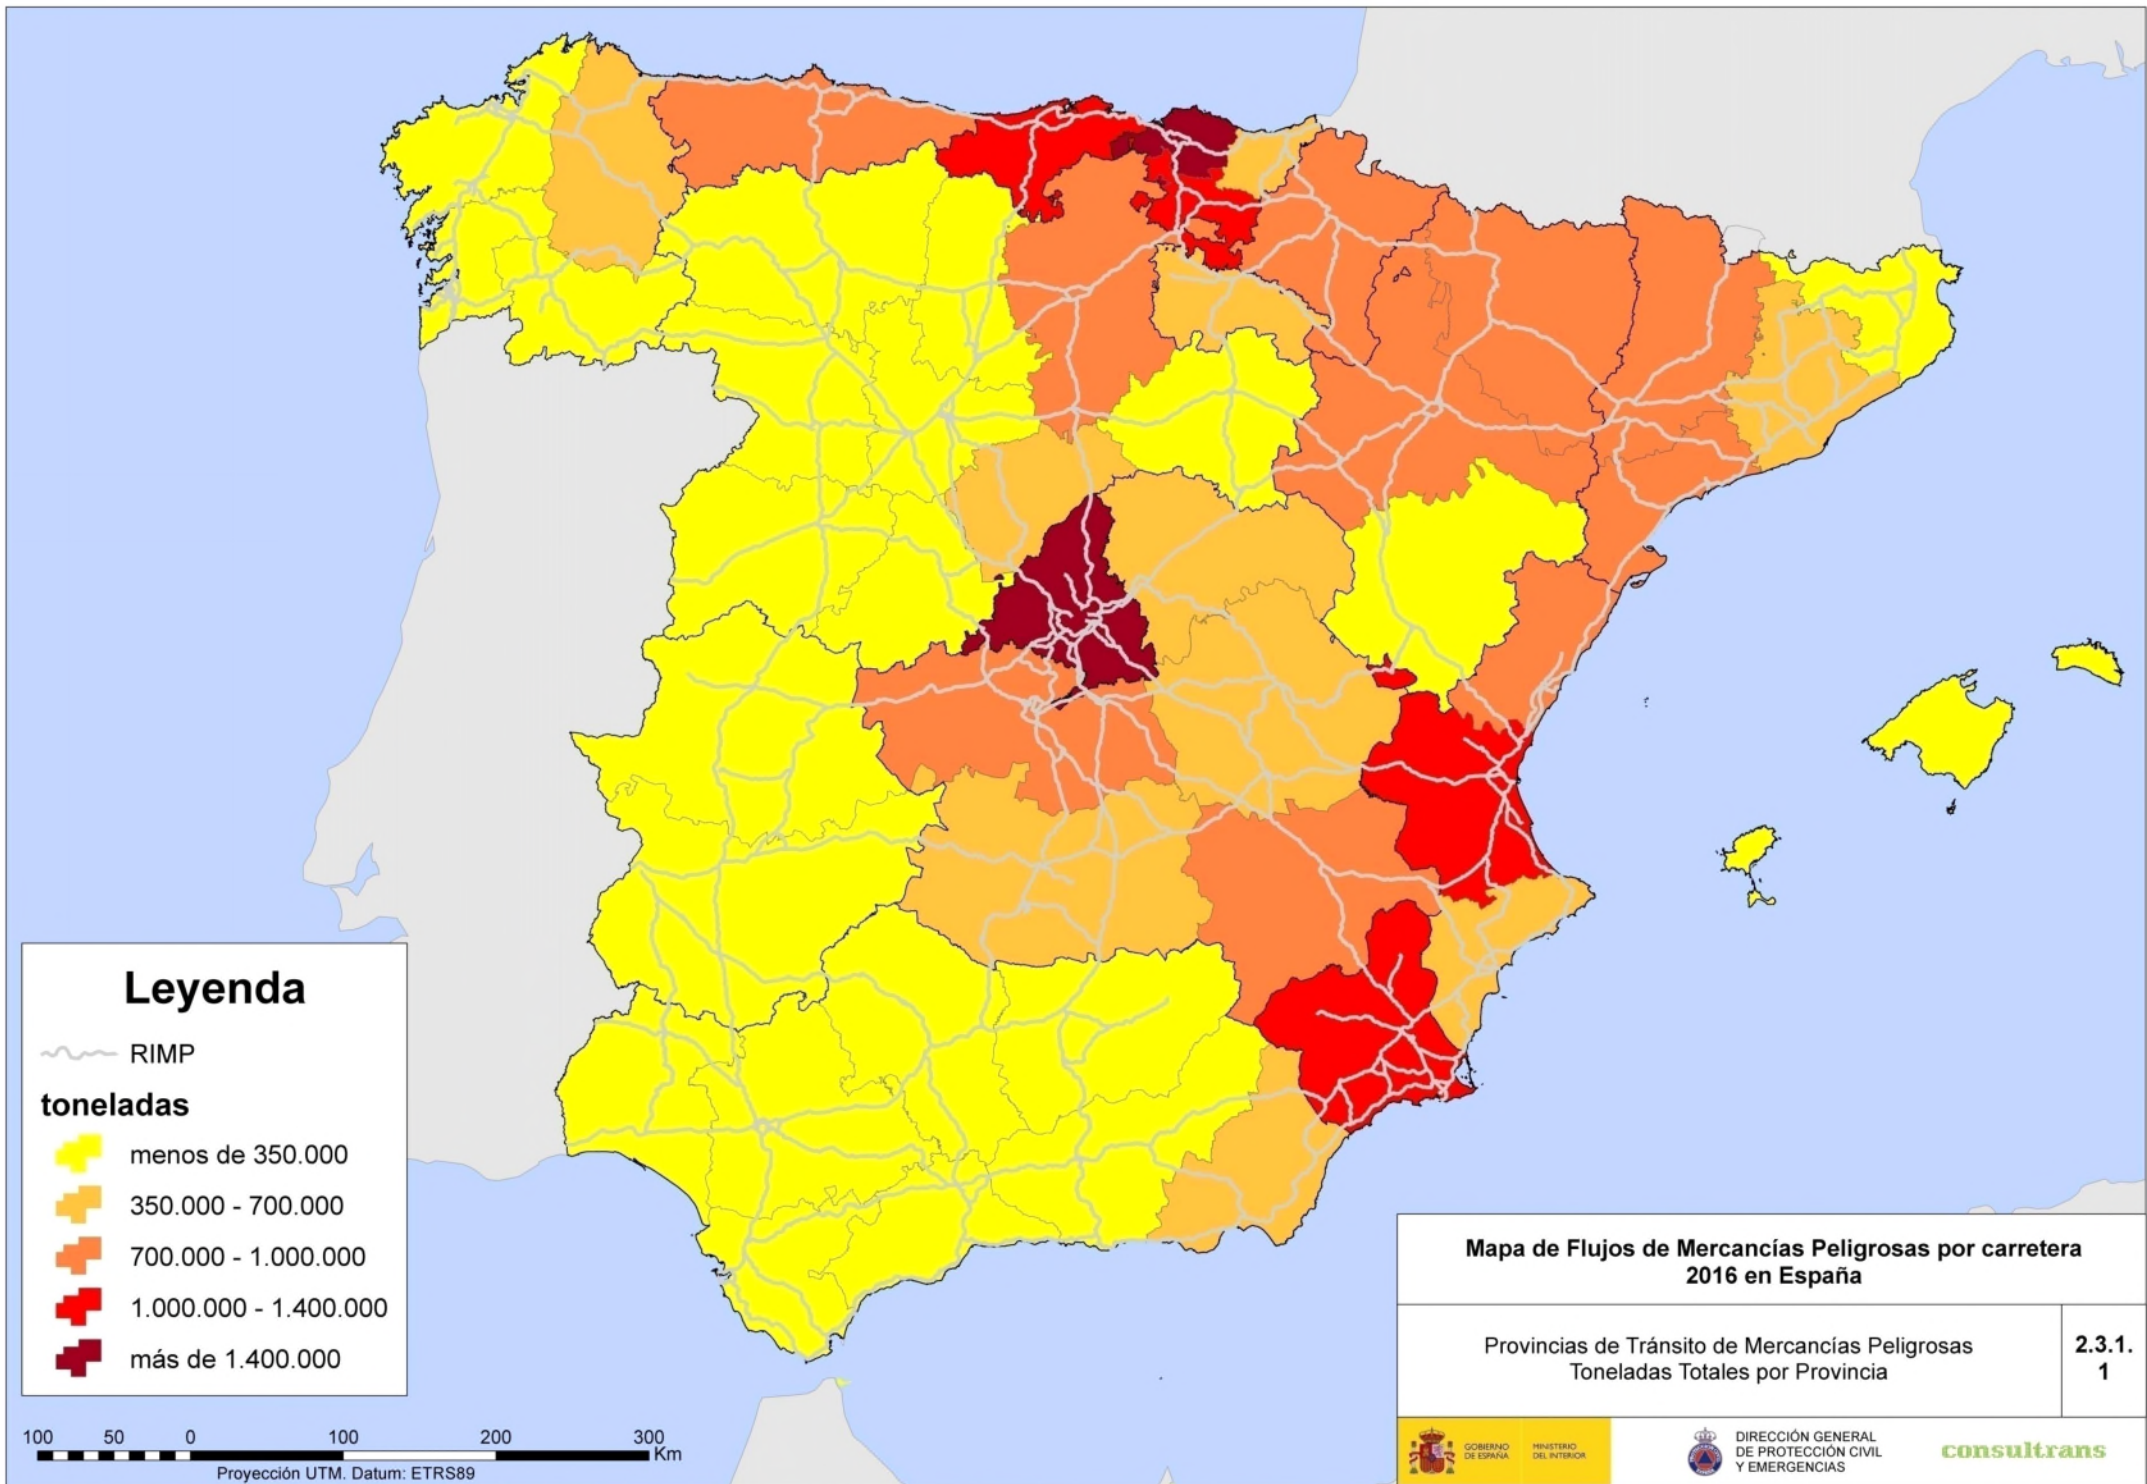 Leyenda
RIMP
toneladas
menos de 350.000
350.000 - 700.000
700.000 - 1.000.000
1.000.000 - 1.400.000
más de 1.400.000
100 50 0 100 200 300
Km
Proyección UTM. Datum: ETRS89
Mapa de Flujos de Mercancías Peligrosas por carretera
2016 en España
Provincias de Tránsito de Mercancías Peligrosas
Toneladas Totales por Provincia
2.3.1.
1
GOBIERNO
DE ESPAÑA
MINISTERIO
DEL INTERIOR
DIRECCIÓN GENERAL
DE PROTECCIÓN CIVIL
Y EMERGENCIAS
consultrans